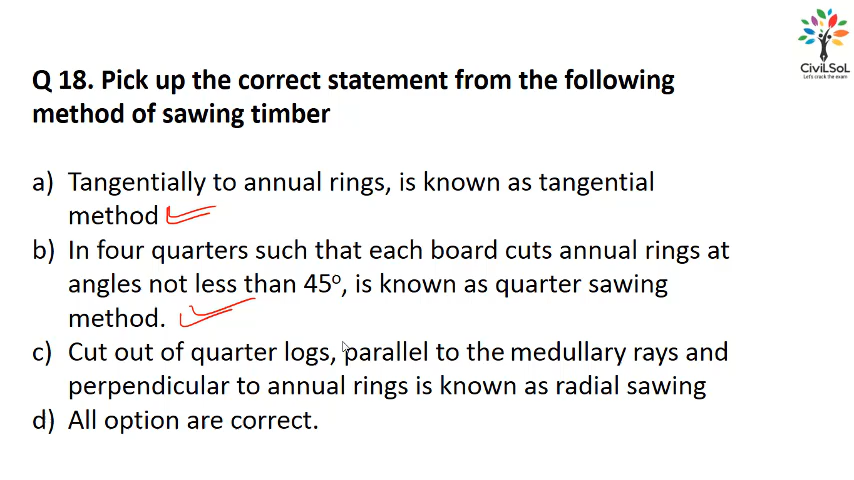 CiviLSoL
Let's crack the exam
Q 18. Pick up the correct statement from the following
method of sawing timber
a) Tangentially to annual rings, is known as tangential
method
b) In four quarters such that each board cuts annual rings at
angles not less than 45º, is known as quarter sawing
method.
c) Cut out of quarter logs, parallel to the medullary rays and
perpendicular to annual rings is known as radial sawing
d) All option are correct.